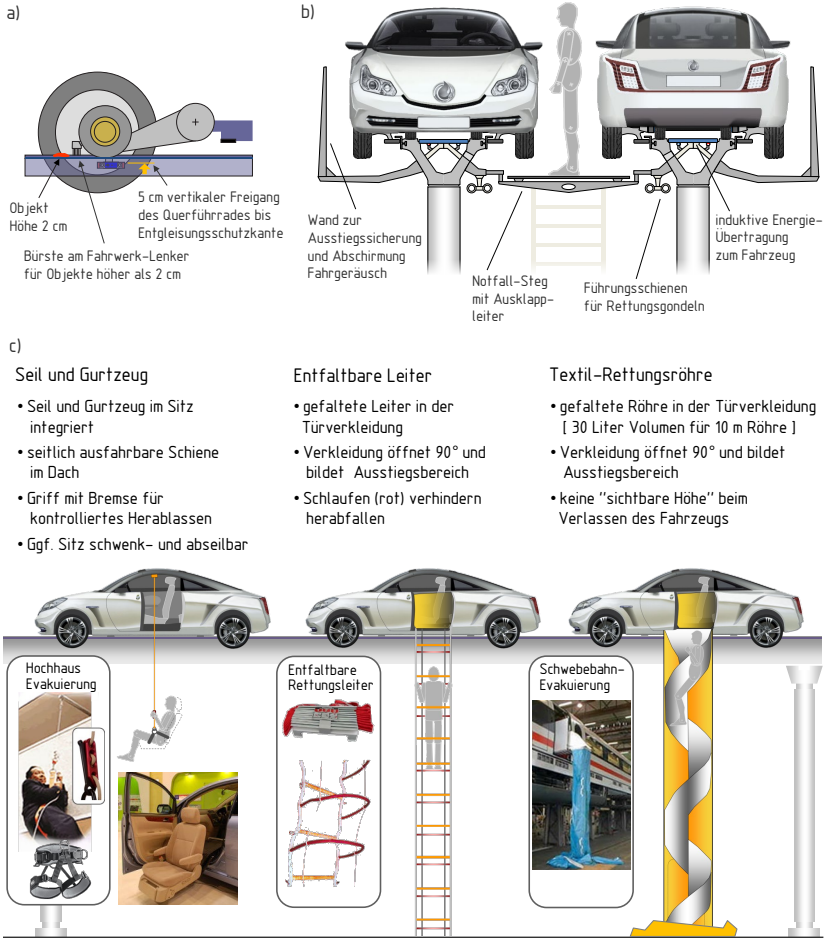 a)
Objekt
Höhe 2 cm
Bürste am Fahrwerk-Lenker
für Objekte höher als 2 cm
5 cm vertikaler Freigang
des Querführrades bis
Entgleisungsschutzkante
b)
Wand zur
Ausstiegssicherung
und Abschirmung
Fahrgeräusch
Notfall-Steg
mit Ausklapp-
leiter
Führungsschienen
für Rettungsgondeln
induktive Energie-
Übertragung
zum Fahrzeug
c)
Seil und Gurtzeug
• Seil und Gurtzeug im Sitz
integriert
• seitlich ausfahrbare Schiene
im Dach
• Griff mit Bremse für
kontrolliertes Herablassen
• Ggf. Sitz schwenk- und abseilbar
Entfaltbare Leiter
• gefaltete Leiter in der
Türverkleidung
• Verkleidung öffnet 90° und
bildet Ausstiegsbereich
• Schlaufen (rot) verhindern
herabfallen
Textil-Rettungsröhre
• gefaltete Röhre in der Türverkleidung
[ 30 Liter Volumen für 10 m Röhre ]
• Verkleidung öffnet 90° und bildet
Ausstiegsbereich
• keine "sichtbare Höhe" beim
Verlassen des Fahrzeugs
Hochhaus
Evakuierung
Entfaltbare
Rettungsleiter
Schwebebahn-
Evakuierung